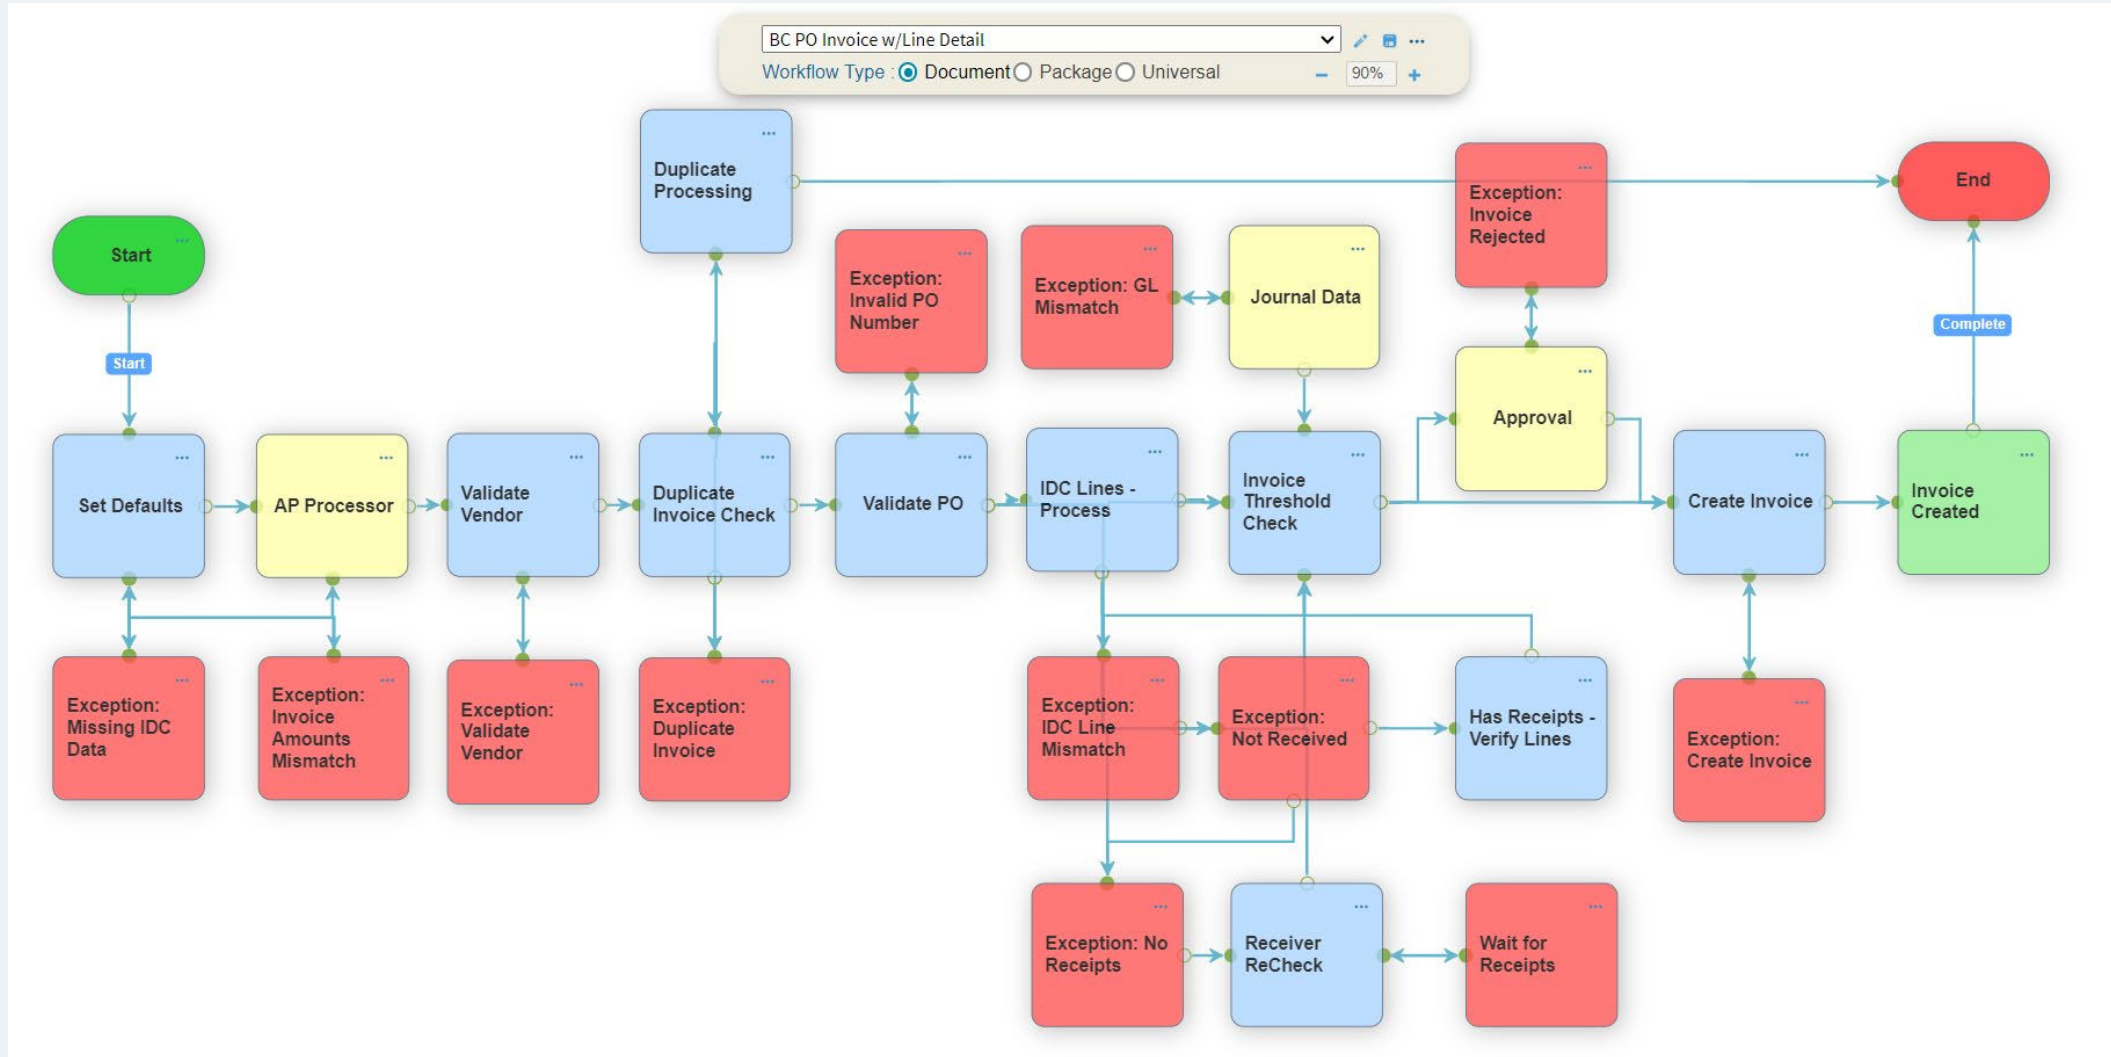 BC PO Invoice w/Line Detail
Workflow Type : Document Package Universal
90%
Duplicate
Processing
Exception:
Invoice
Rejected
End
Start
Exception:
Invalid PO
Number
Exception: GL
Mismatch
Journal Data
Complete
Start
Approval
Set Defaults
AP Processor
Validate
Vendor
Duplicate
Invoice Check
Validate PO
IDC Lines -
Process
Invoice
Threshold
Check
Create Invoice
Invoice
Created
Exception:
Missing IDC
Data
Exception:
Invoice
Amounts
Mismatch
Exception:
Validate
Vendor
Exception:
Duplicate
Invoice
Exception:
IDC Line
Mismatch
Exception:
Not Received
Has Receipts -
Verify Lines
Exception:
Create Invoice
Exception: No
Receipts
Receiver
ReCheck
Wait for
Receipts